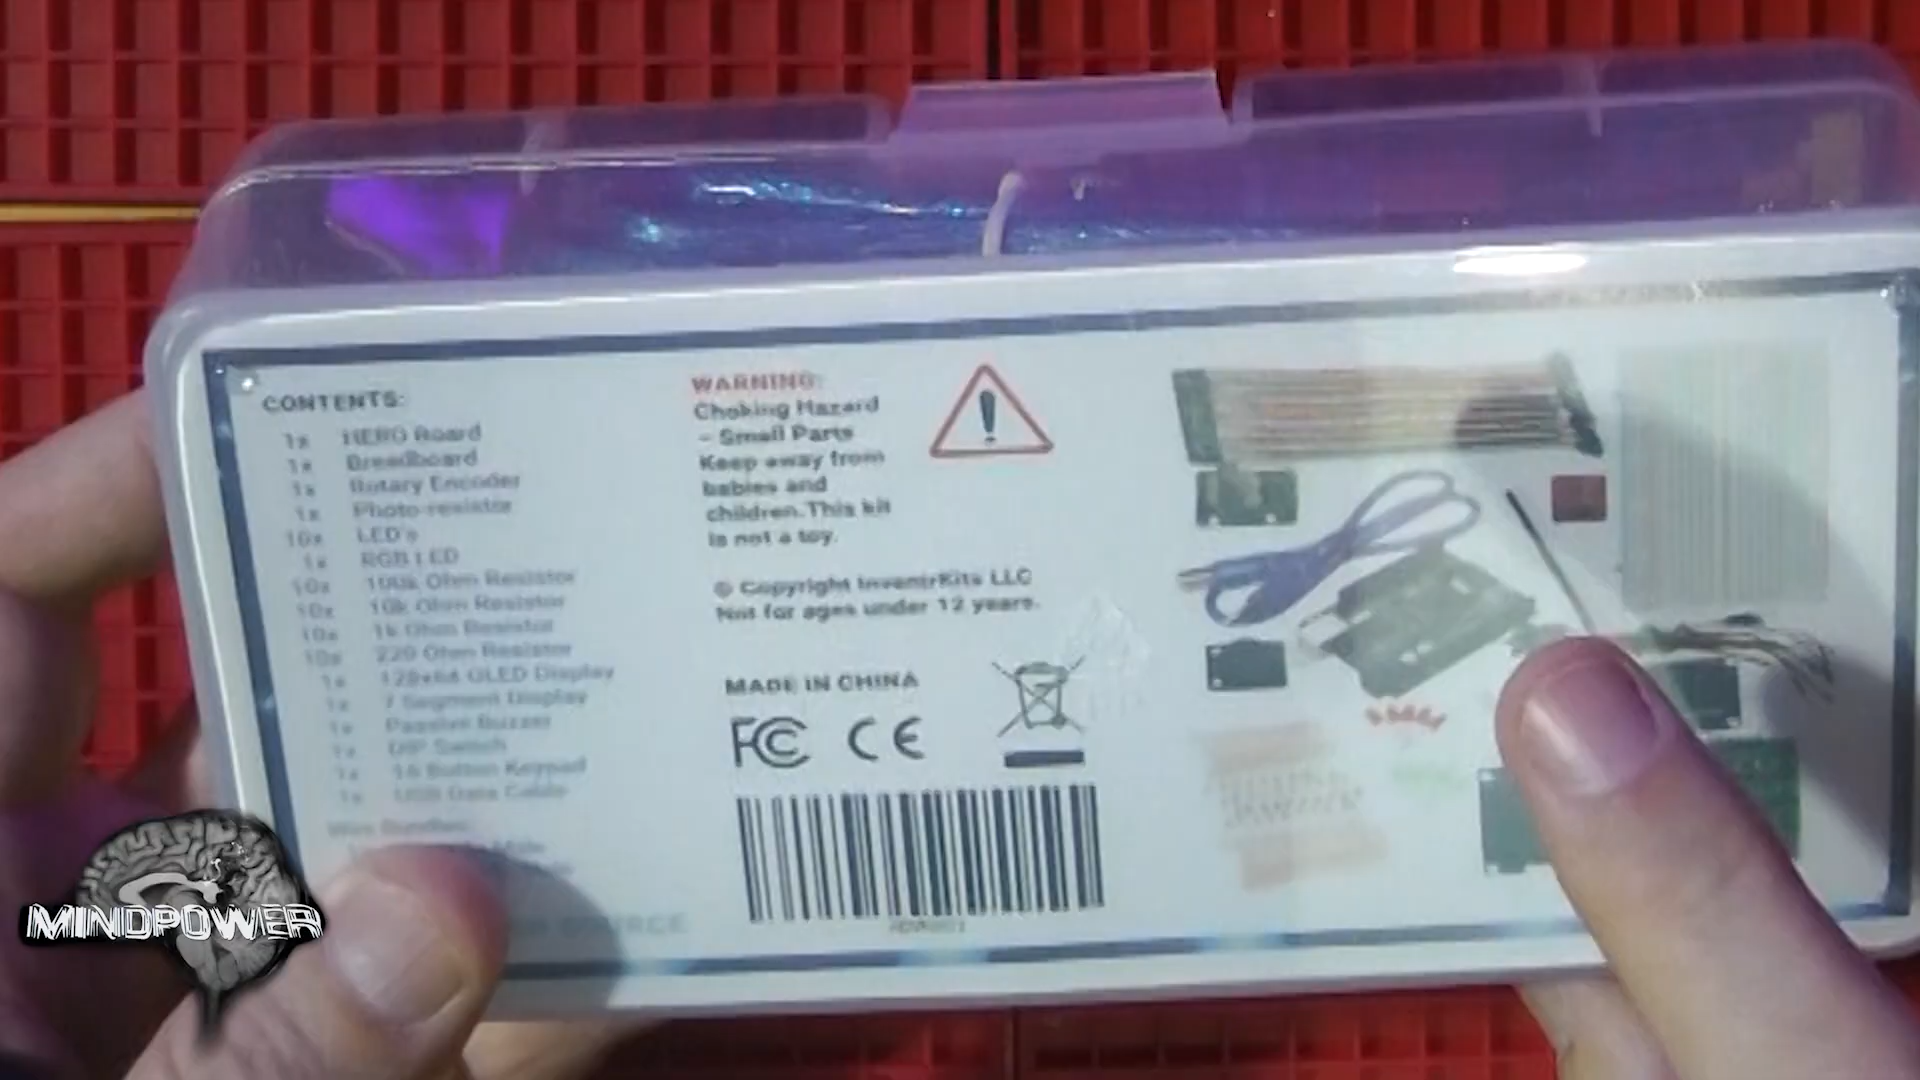 CONTENTS:
1x HERO Board
1x Breadboard
1x Rotary Encoder
1x Photo-resistor
10x LED's
1x RGB LED
10x 100k Ohm Resistor
10x 10k Ohm Resistor
10x 1k Ohm Resistor
10x 220 Ohm Resistor
1x 128x64 OLED Display
1x 7 Segment Display
1x Passive Buzzer
1x DIP Switch
1x 16 Button Keypad
1x USB Data Cable
WARNING:
Choking Hazard
- Small Parts
Keep away from
babies and
children. This kit
is not a toy.
© Copyright InventrKits LLC
Not for ages under 12 years.
MADE IN CHINA
FC CE
MINDPOWER